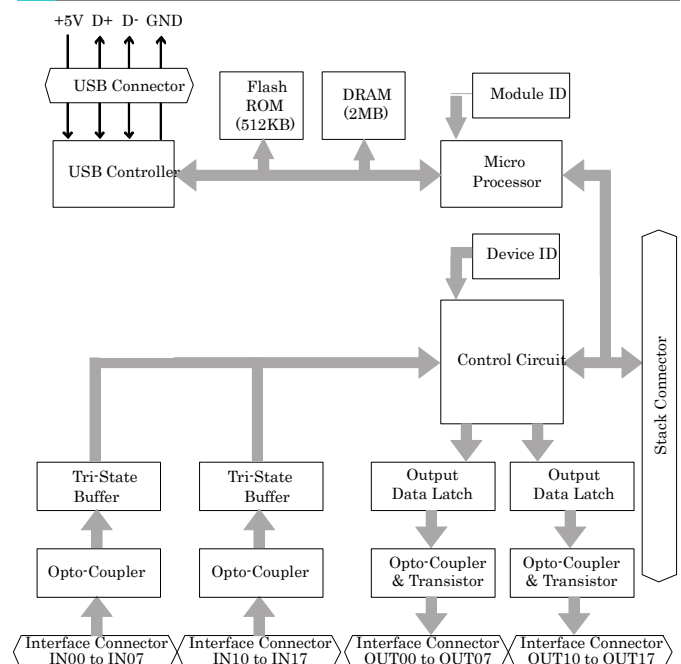 +5V D+ D- GND
USB Connector
Flash
ROM
(512KB)
DRAM
(2MB)
Module ID
USB Controller
Micro
Processor
Device ID
Control Circuit
Stack Connector
Tri-State
Buffer
Tri-State
Buffer
Output
Data Latch
Output
Data Latch
Opto-Coupler
Opto-Coupler
Opto-Coupler
& Transistor
Opto-Coupler
& Transistor
Interface Connector
IN00 to IN07
Interface Connector
IN10 to IN17
Interface Connector
OUT00 to OUT07
Interface Connector
OUT10 to OUT17